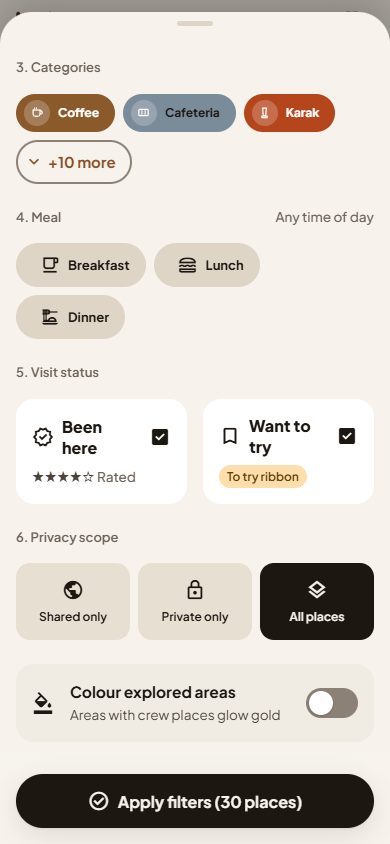 3. Categories
Coffee
Cafeteria
Karak
+10 more
4. Meal
Any time of day
Breakfast
Lunch
Dinner
5. Visit status
Been
here
Want to
try
★★★★☆ Rated
To try ribbon
6. Privacy scope
Shared only
Private only
All places
Colour explored areas
Areas with crew places glow gold
Apply filters (30 places)